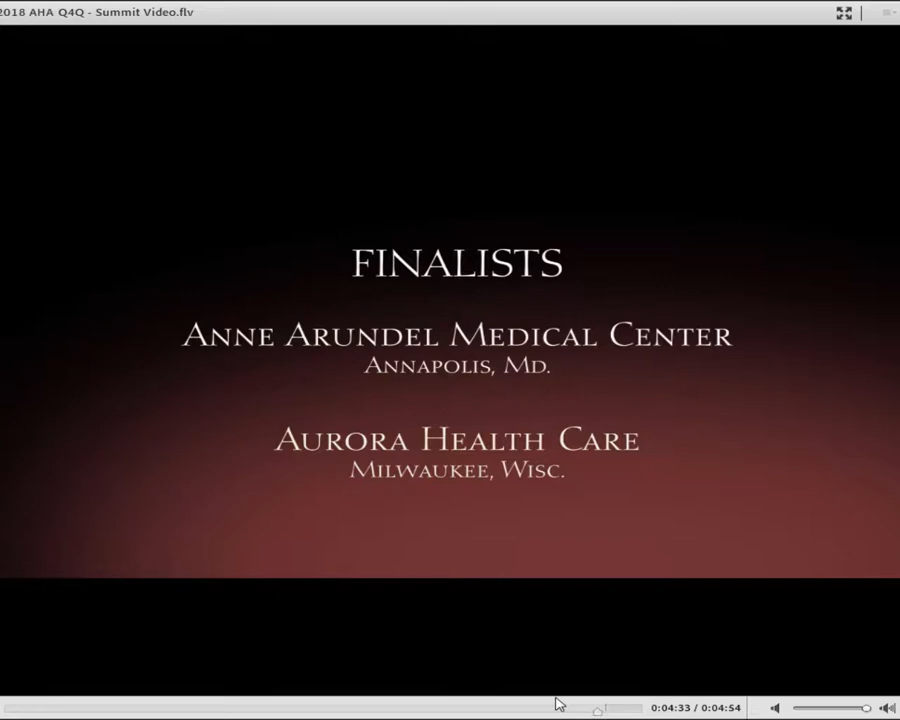 2018 AHA Q4Q - Summit Video.flv
FINALISTS
ANNE ARUNDEL MEDICAL CENTER
ANNAPOLIS, MD.
AURORA HEALTH CARE
MILWAUKEE, WISC.
0:04:33 / 0:04:54